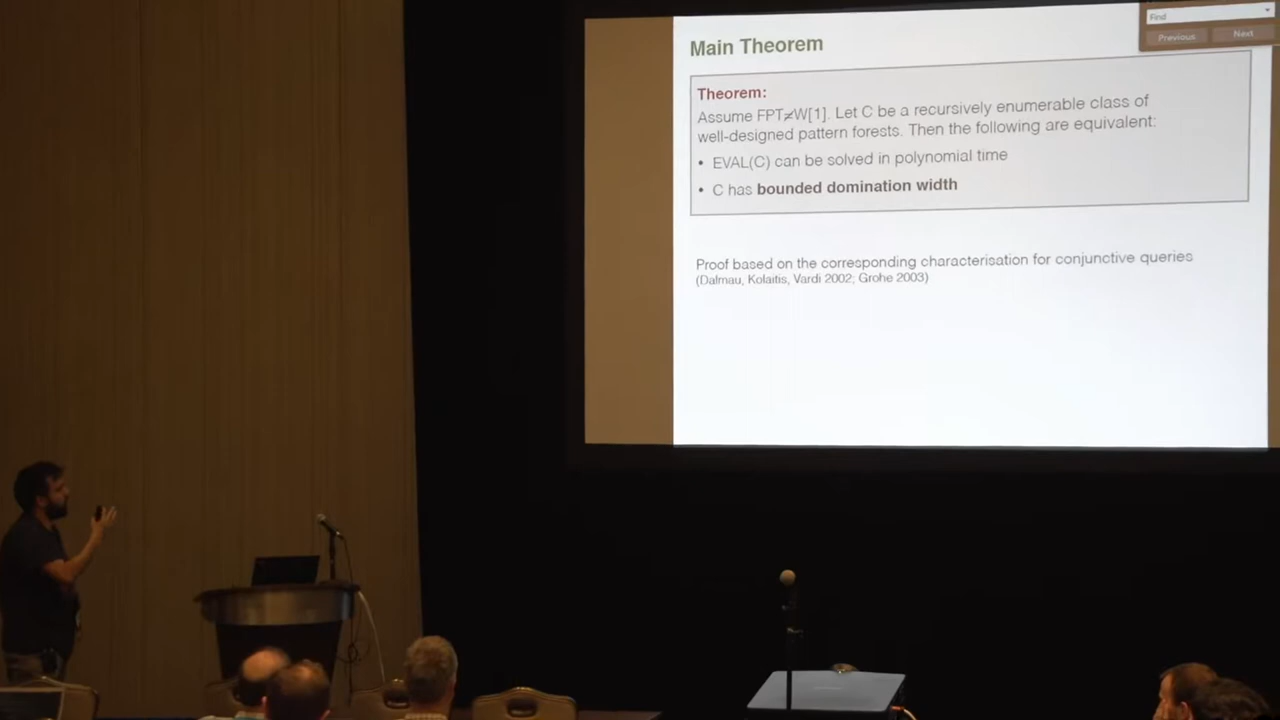 Find
Previous Next
Main Theorem
Theorem:
Assume FPT≠W[1]. Let C be a recursively enumerable class of
well-designed pattern forests. Then the following are equivalent:
• EVAL(C) can be solved in polynomial time
• C has bounded domination width
Proof based on the corresponding characterisation for conjunctive queries
(Dalmau, Kolaitis, Vardi 2002; Grohe 2003)